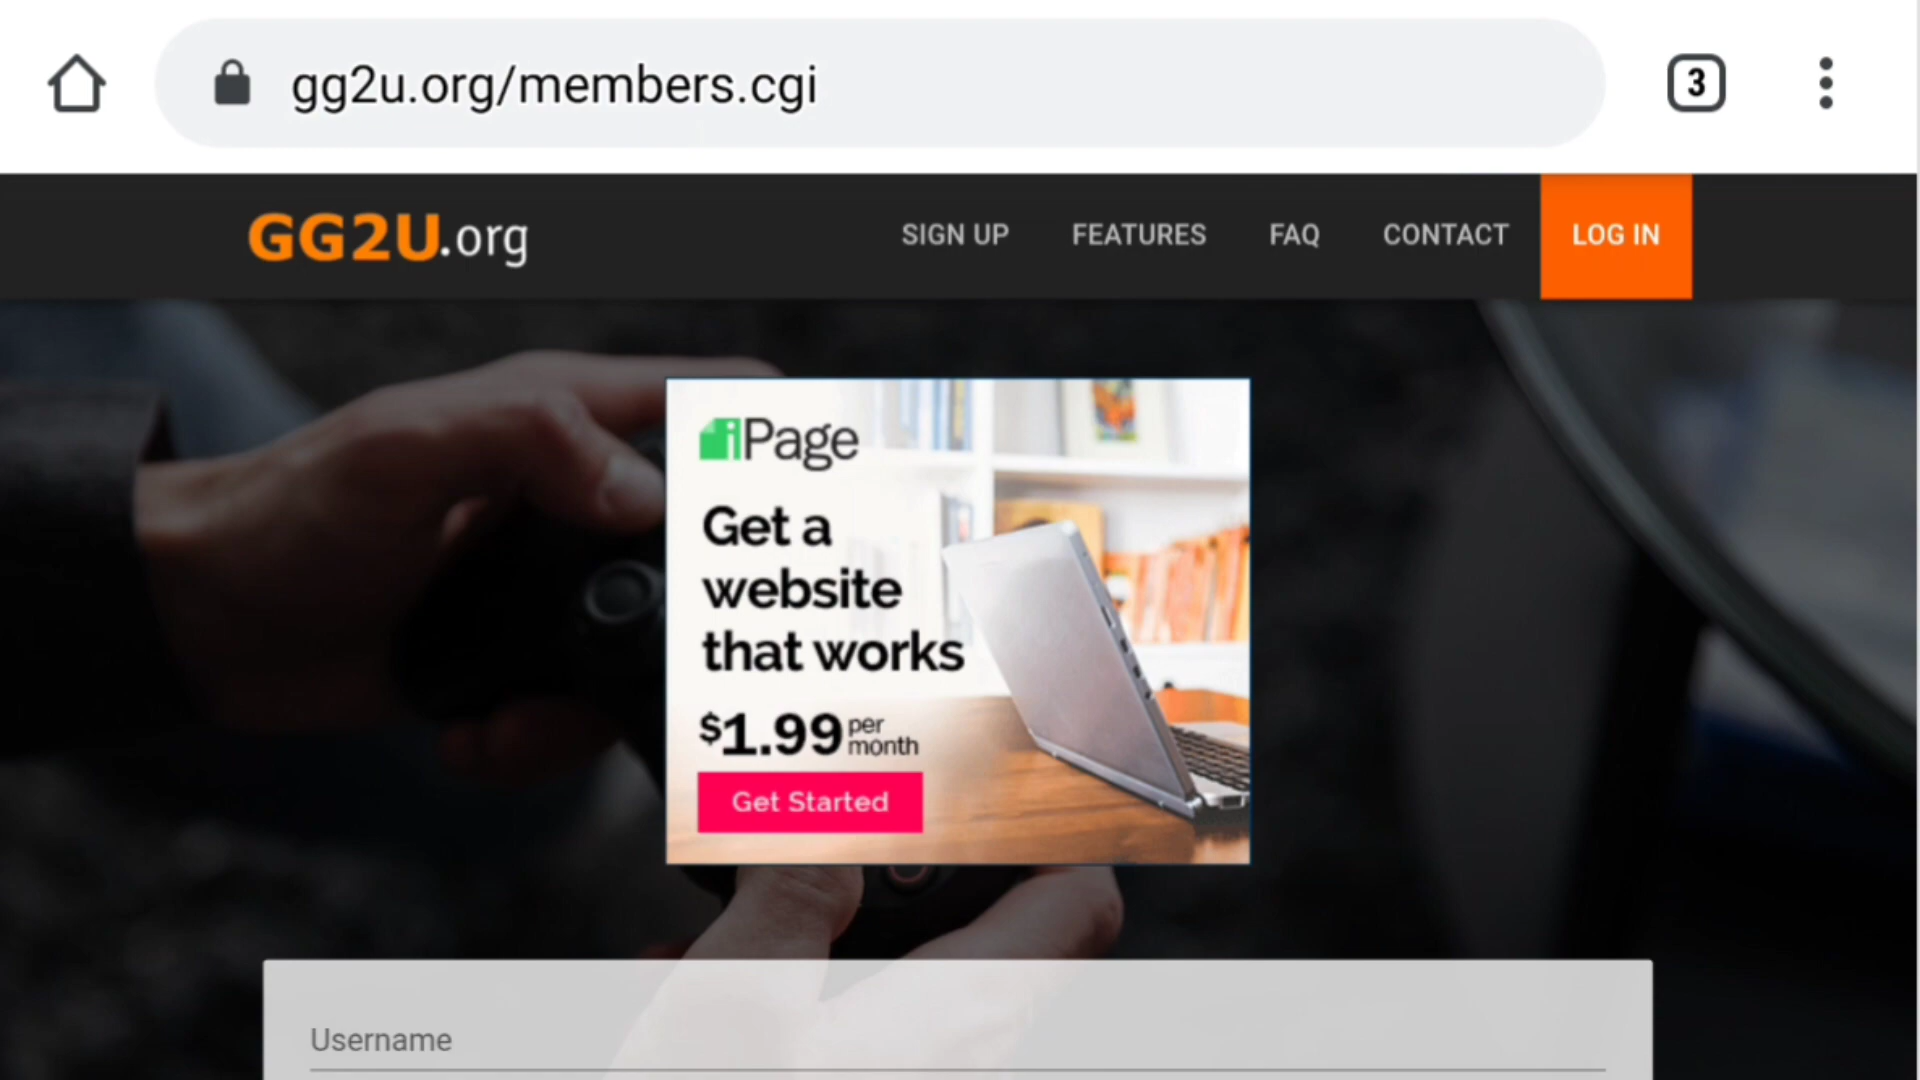 gg2u.org/members.cgi
3
GG2U.org
SIGN UP
FEATURES
FAQ
CONTACT
LOG IN
iPage
Get a
website
that works
$1.99 per
month
Get Started
Username